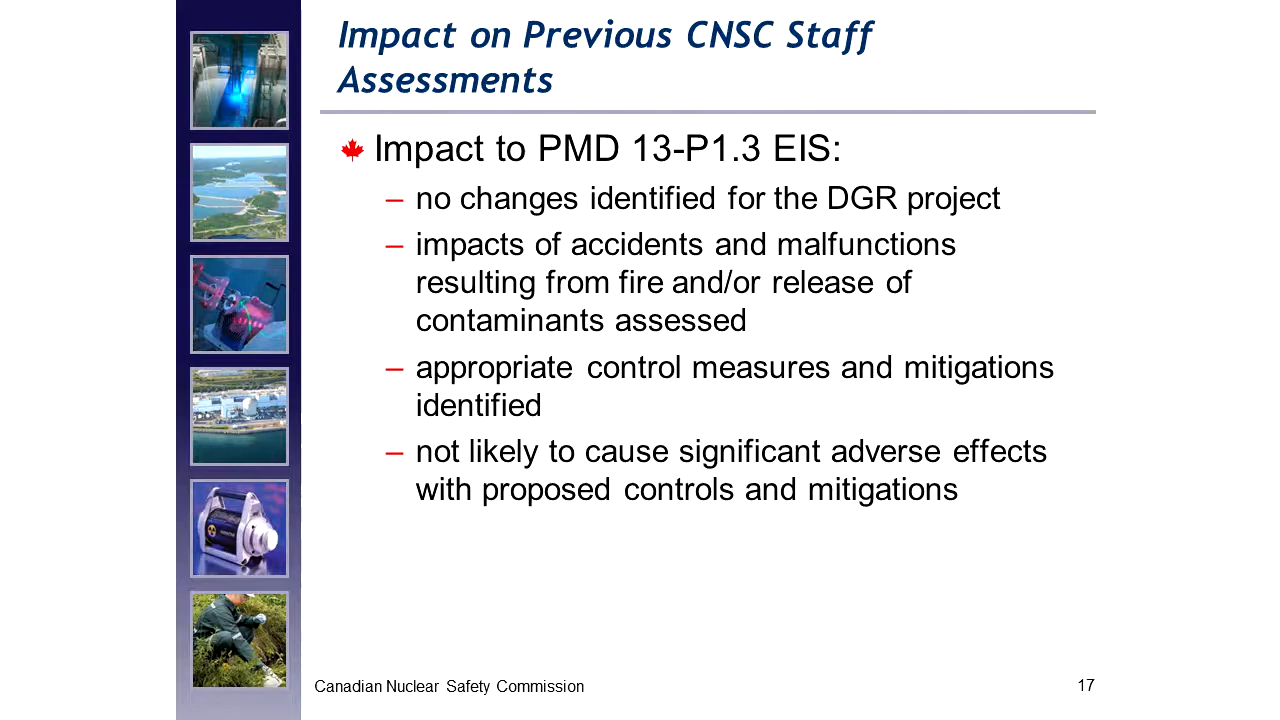 Impact on Previous CNSC Staff
Assessments
Impact to PMD 13-P1.3 EIS:
– no changes identified for the DGR project
– impacts of accidents and malfunctions
resulting from fire and/or release of
contaminants assessed
– appropriate control measures and mitigations
identified
– not likely to cause significant adverse effects
with proposed controls and mitigations
Canadian Nuclear Safety Commission
17